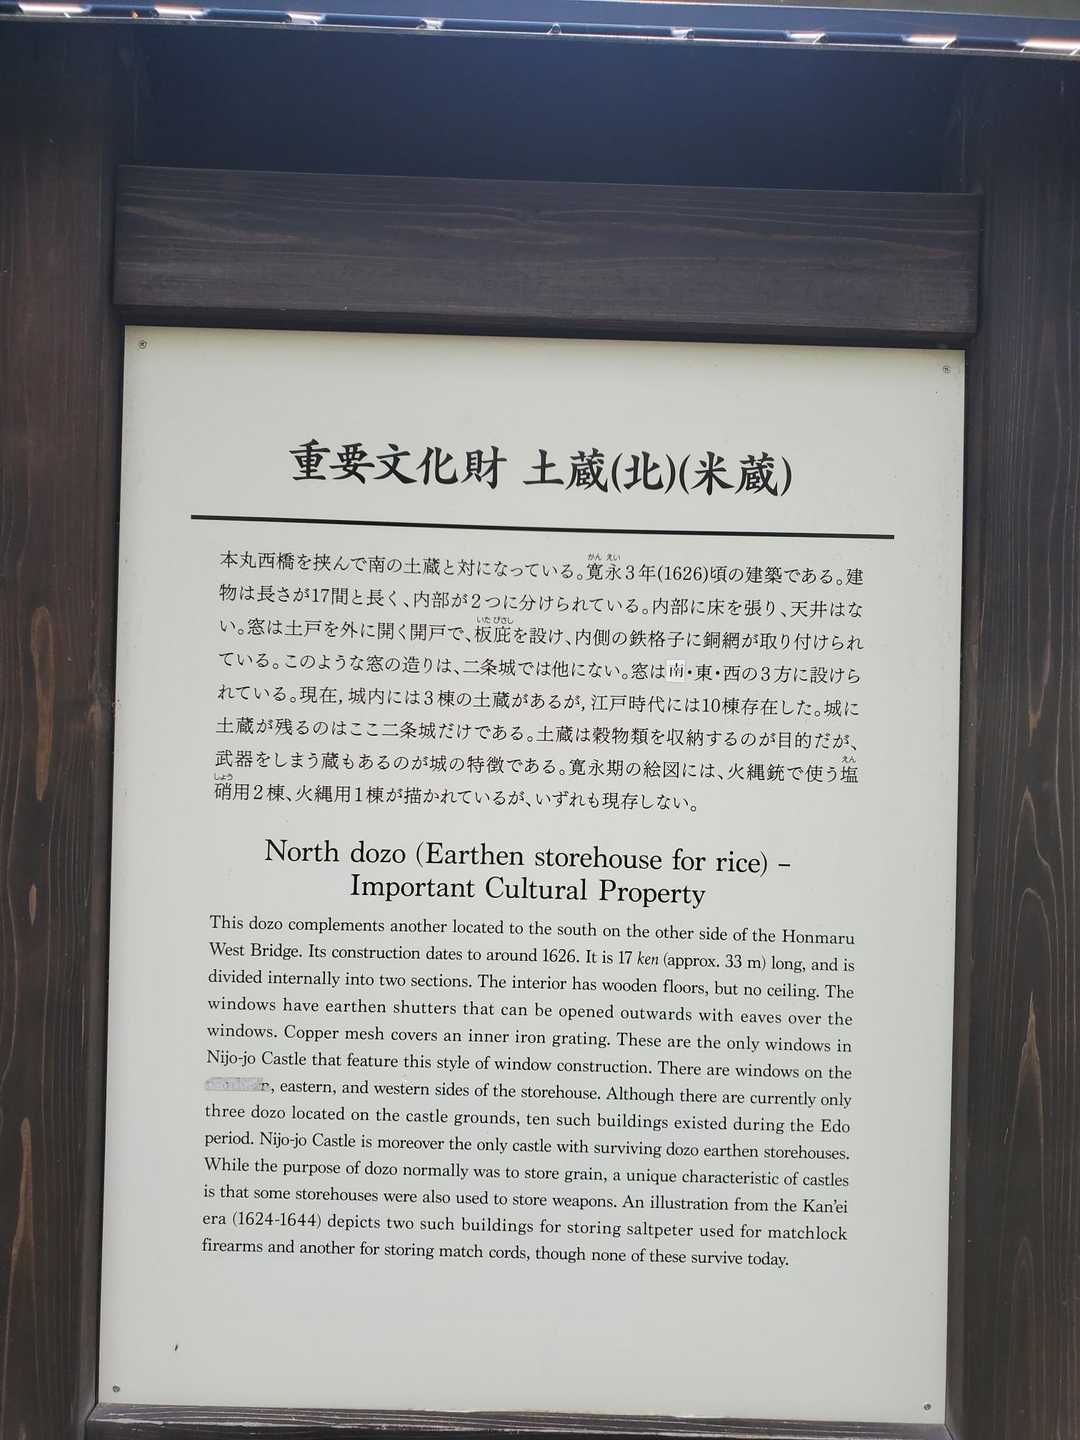 重要文化財 土蔵(北)(米蔵)
本丸西橋を挟んで南の土蔵と対になっている。寛永3年(1626)頃の建築である。建
かん えい
物は長さが17間と長く、内部が2つに分けられている。内部に床を張り、天井はな
い。窓は土戸を外に開く開戸で、板庇を設け、内側の鉄格子に銅網が取り付けられ
いた びさし
ている。このような窓の造りは、二条城では他にない。窓は南・東・西の3方に設けら
れている。現在, 城内には3棟の土蔵があるが, 江戸時代には10棟存在した。城に
土蔵が残るのはここ二条城だけである。土蔵は穀物類を収納するのが目的だが、
武器をしまう蔵もあるのが城の特徴である。寛永期の絵図には、火縄銃で使う塩
えん
硝用2棟、火縄用1棟が描かれているが、いずれも現存しない。
しょう
North dozo (Earthen storehouse for rice) –
Important Cultural Property
This dozo complements another located to the south on the other side of the Honmaru
West Bridge. Its construction dates to around 1626. It is 17 ken (approx. 33 m) long, and is
divided internally into two sections. The interior has wooden floors, but no ceiling. The
windows have earthen shutters that can be opened outwards with eaves over the
windows. Copper mesh covers an inner iron grating. These are the only windows in
Nijo-jo Castle that feature this style of window construction. There are windows on the
, eastern, and western sides of the storehouse. Although there are currently only
three dozo located on the castle grounds, ten such buildings existed during the Edo
period. Nijo-jo Castle is moreover the only castle with surviving dozo earthen storehouses.
While the purpose of dozo normally was to store grain, a unique characteristic of castles
is that some storehouses were also used to store weapons. An illustration from the Kan'ei
era (1624-1644) depicts two such buildings for storing saltpeter used for matchlock
firearms and another for storing match cords, though none of these survive today.